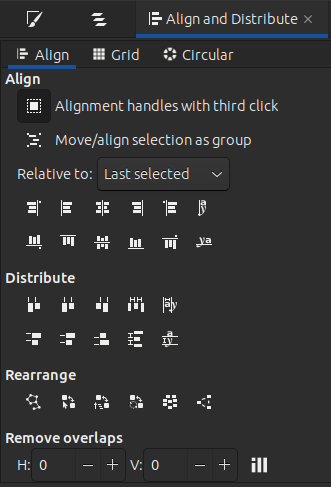 Align and Distribute
Align Grid Circular
Align
Alignment handles with third click
Move/align selection as group
Relative to: Last selected
Distribute
Rearrange
Remove overlaps
H: 0 − + V: 0 − +